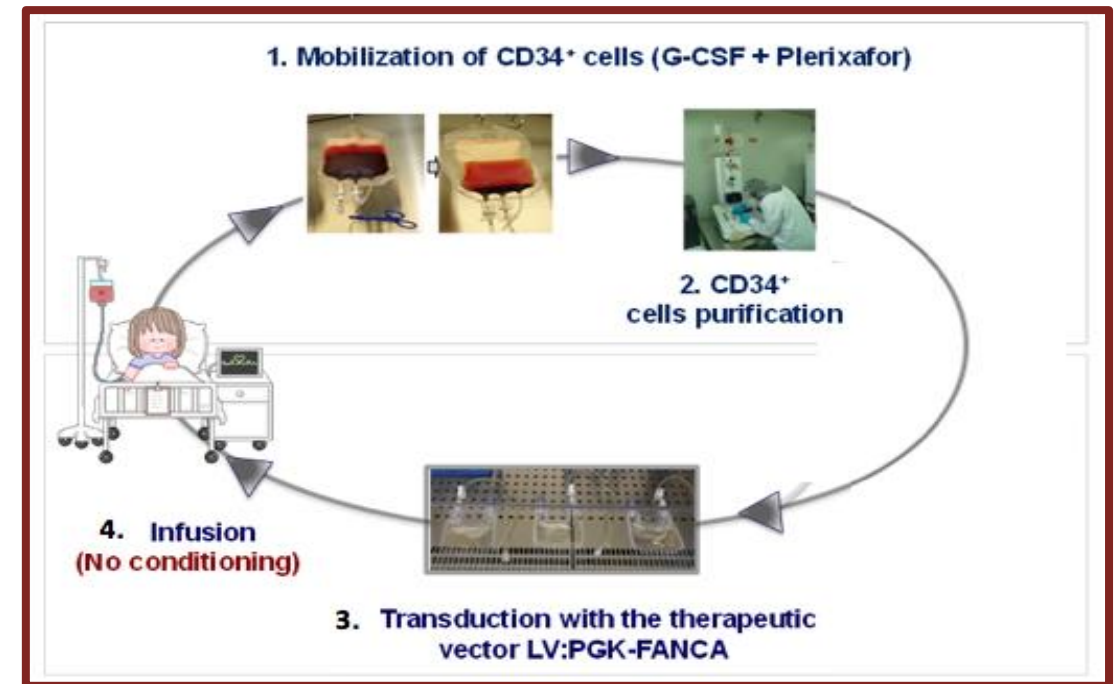 1. Mobilization of CD34⁺ cells (G-CSF + Plerixafor)
2. CD34⁺
cells purification
3. Transduction with the therapeutic
vector LV:PGK-FANCA
4. Infusion
(No conditioning)